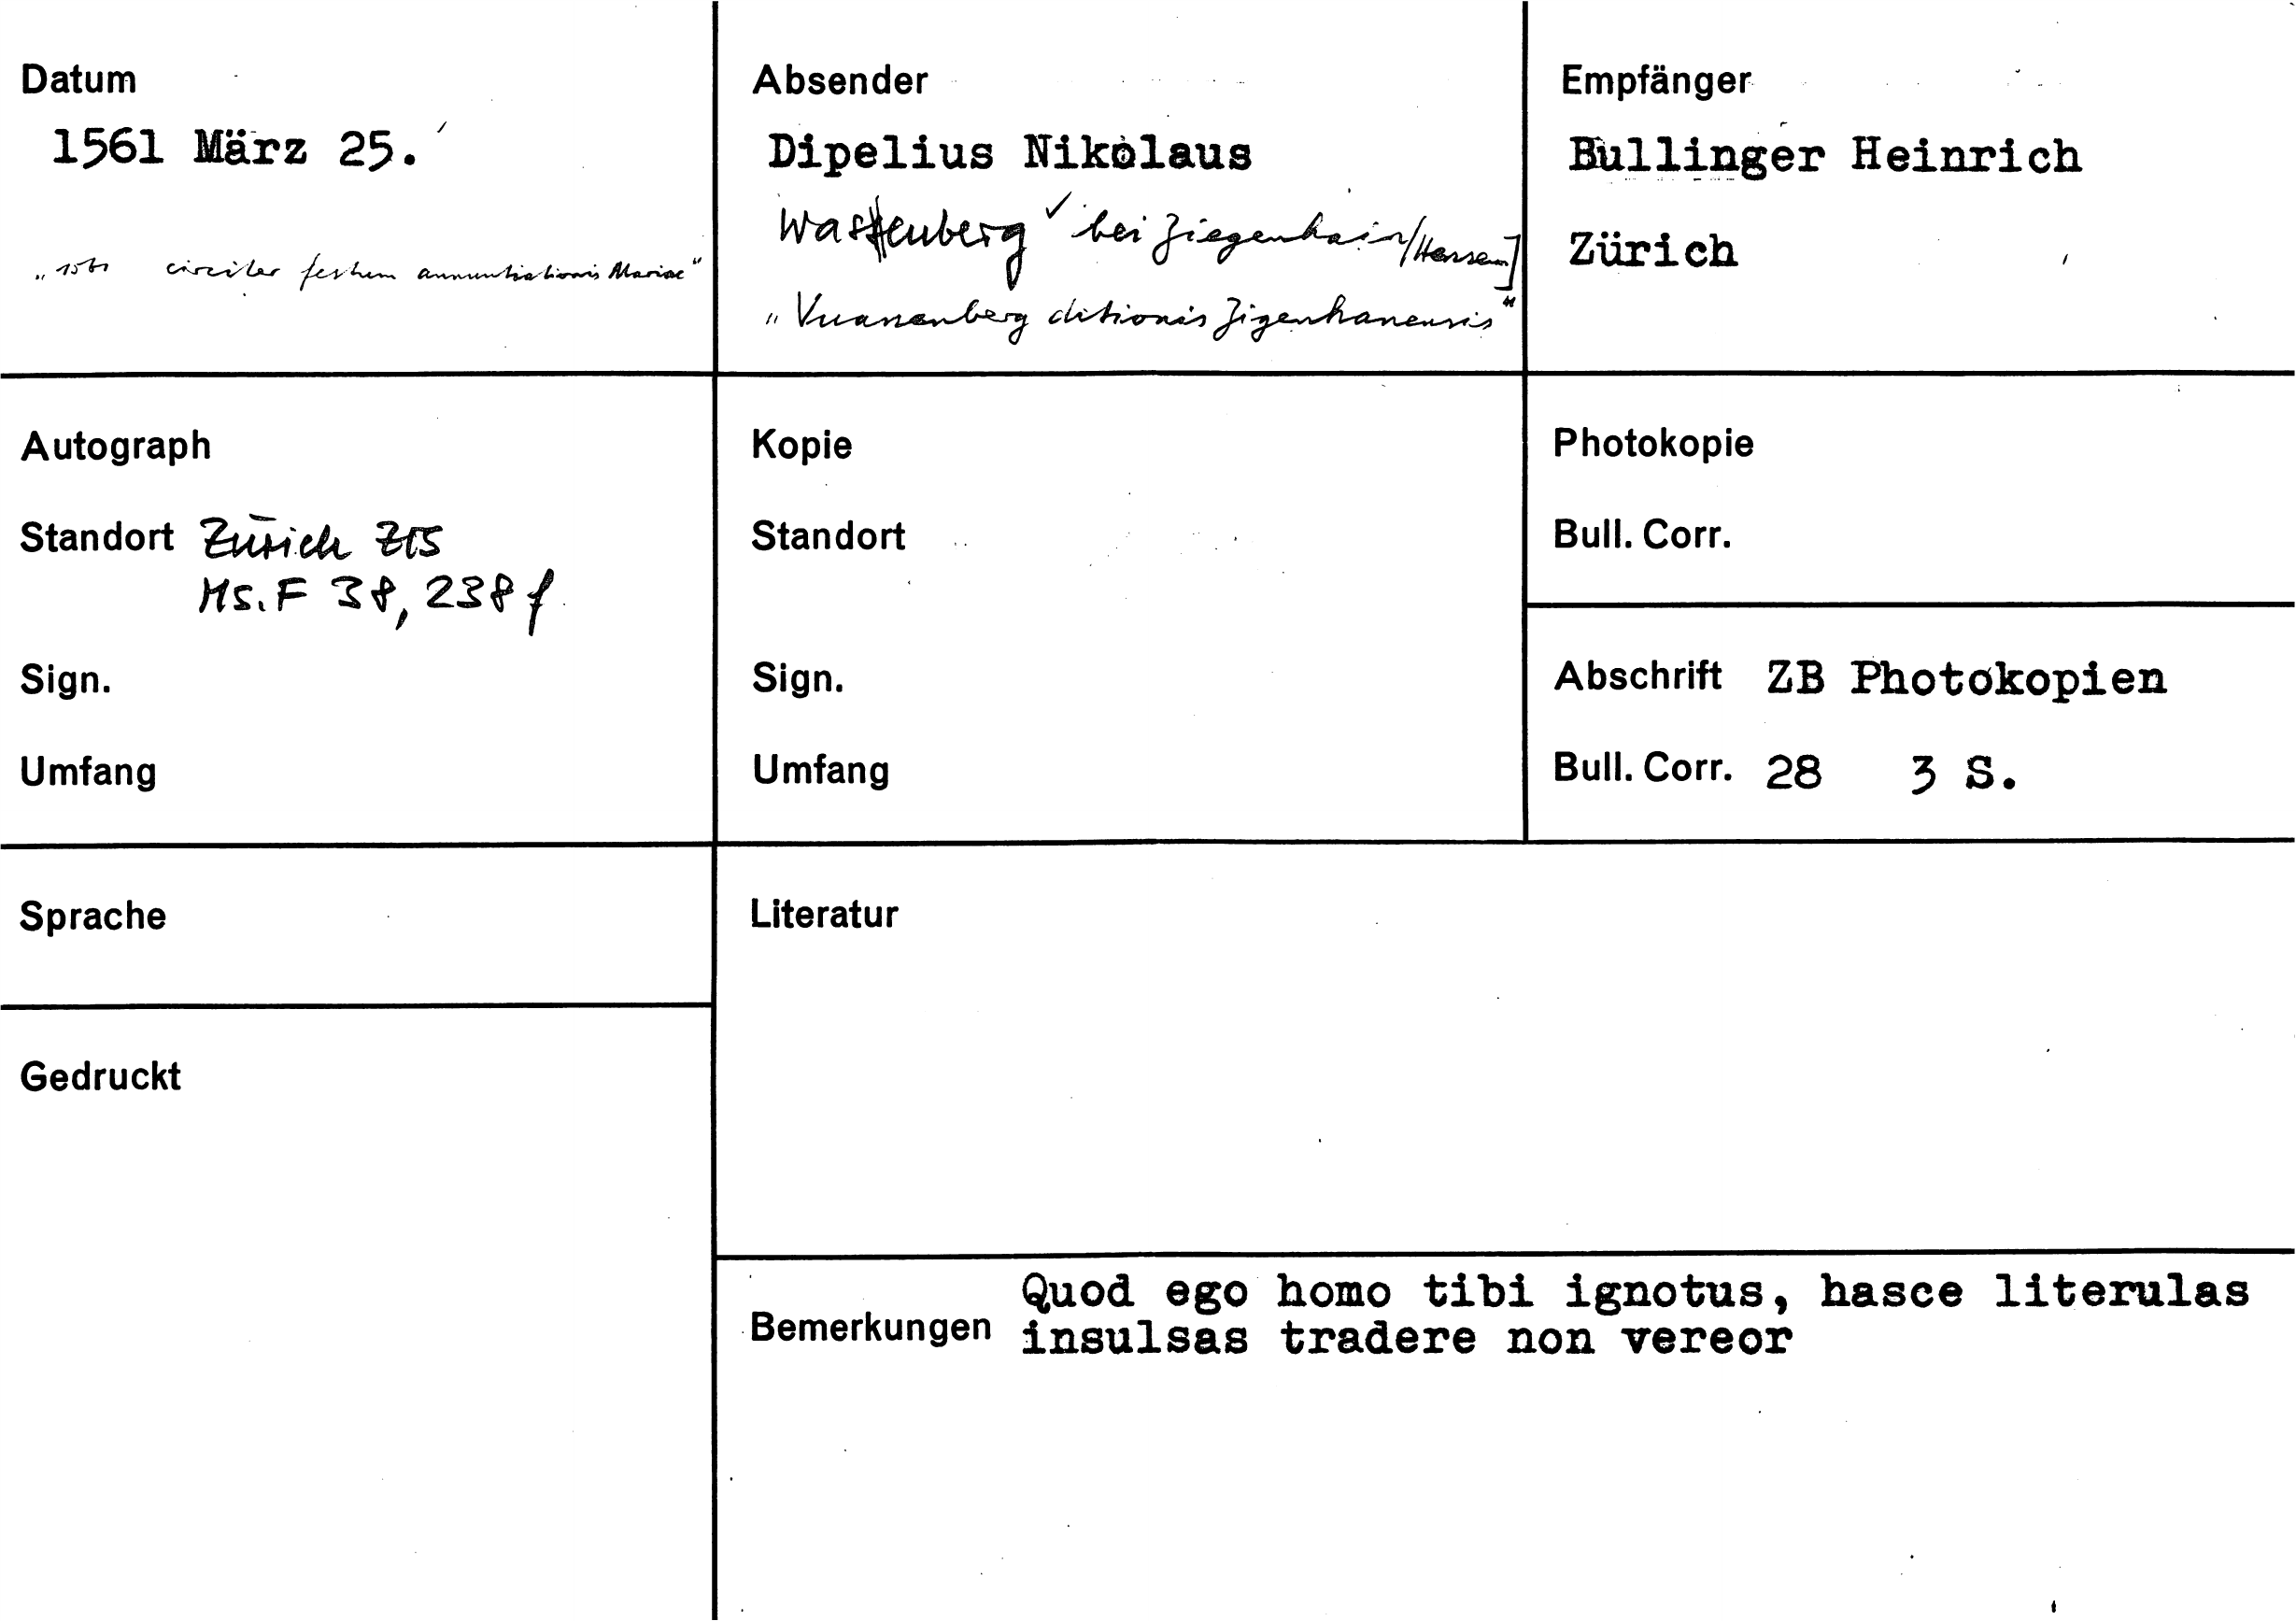 Datum
1561 März 25.
„1561 circiter festum annuntiationis Mariae"
Absender
Dipelius Nikolaus
bei Ziegenhain [Hessen]
ditionis Zigenhanensis"
Empfänger
Bullinger Heinrich
Zürich
Autograph
Standort Zürich ZB
Ms. F 38, 238 f
Sign.
Umfang
Kopie
Standort
Sign.
Umfang
Photokopie
Bull. Corr.
Abschrift ZB Photokopien
Bull. Corr. 28 3 S.
Sprache
Gedruckt
Literatur
Bemerkungen Quod ego homo tibi ignotus, hasce literulas
insulsas tradere non vereor